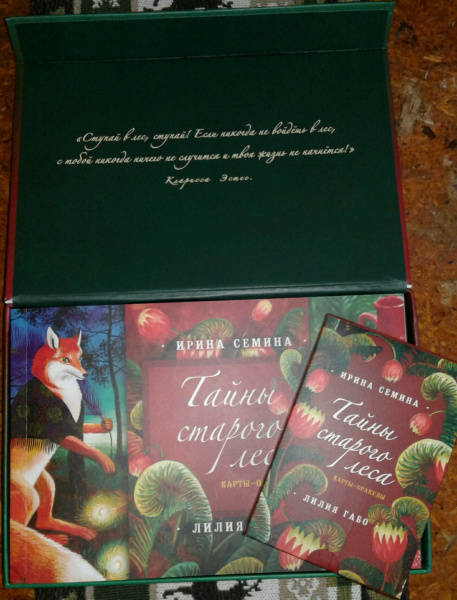 «Ступай в лес, ступай! Если никогда не войдёшь в лес,
с тобой никогда ничего не случится и твоя жизнь не начнётся!»
Кларисса Эстес.
ИРИНА СЕМИНА
Тайны
старого
леса
КАРТЫ-О
ЛИЛИЯ
ИРИНА СЕМИНА
Тайны
старого
леса
КАРТЫ-ОРАКУЛЫ
ЛИЛИЯ ГАБО